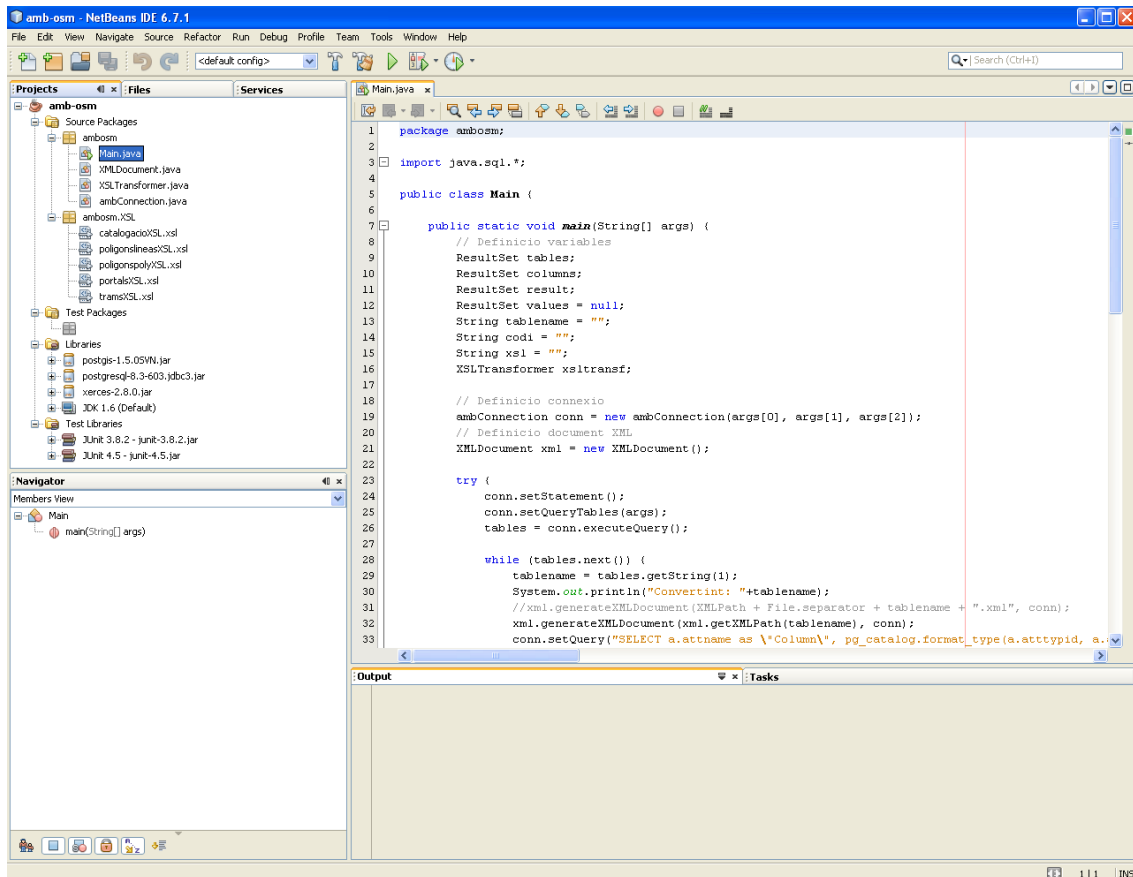 amb-osm - NetBeans IDE 6.7.1
File Edit View Navigate Source Refactor Run Debug Profile Team Tools Window Help
<default config>
Search (Ctrl+I)
Projects Files Services
amb-osm
Source Packages
ambosm
Main.java
XMLDocument.java
XSLTransformer.java
ambConnection.java
ambosm.XSL
catalogacioXSL.xsl
poligonslineasXSL.xsl
poligonspolyXSL.xsl
portalsXSL.xsl
tramsXSL.xsl
Test Packages
Libraries
postgis-1.5.0SVN.jar
postgresql-8.3-603.jdbc3.jar
xerces-2.8.0.jar
JDK 1.6 (Default)
Test Libraries
JUnit 3.8.2 - junit-3.8.2.jar
JUnit 4.5 - junit-4.5.jar
Navigator
Members View
Main
main(String[] args)
Main.java
1 package ambosm;
2
3 import java.sql.*;
4
5 public class Main {
6
7 public static void main(String[] args) {
8 // Definicio variables
9 ResultSet tables;
10 ResultSet columns;
11 ResultSet result;
12 ResultSet values = null;
13 String tablename = "";
14 String codi = "";
15 String xsl = "";
16 XSLTransformer xsltransf;
17
18 // Definicio connexio
19 ambConnection conn = new ambConnection(args[0], args[1], args[2]);
20 // Definicio document XML
21 XMLDocument xml = new XMLDocument();
22
23 try {
24 conn.setStatement();
25 conn.setQueryTables(args);
26 tables = conn.executeQuery();
27
28 while (tables.next()) {
29 tablename = tables.getString(1);
30 System.out.println("Convertint: "+tablename);
31 //xml.generateXMLDocument(XMLPath + File.separator + tablename + ".xml", conn);
32 xml.generateXMLDocument(xml.getXMLPath(tablename), conn);
33 conn.setQuery("SELECT a.attname as \"Column\", pg_catalog.format_type(a.atttypid, a.
Output Tasks
1|1 INS